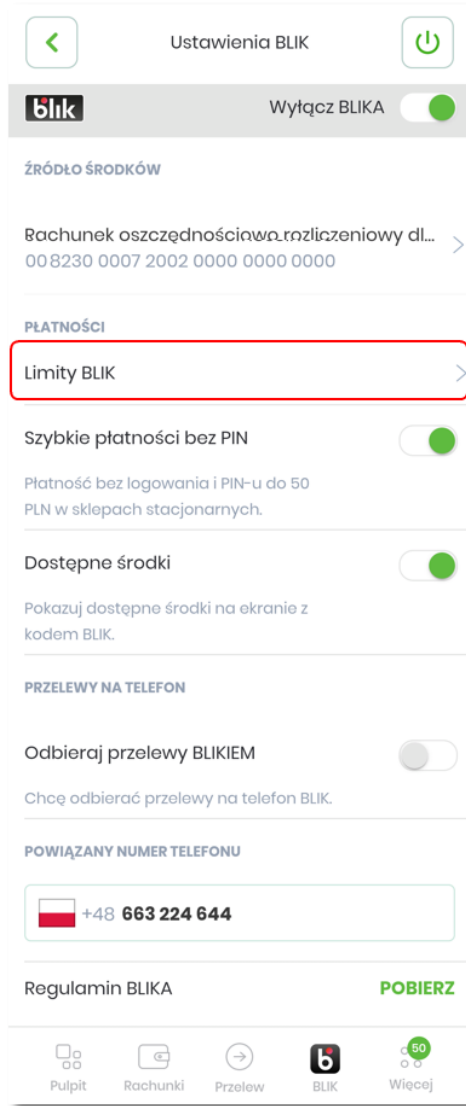 Ustawienia BLIK
blik Wyłącz BLIKA
ŹRÓDŁO ŚRODKÓW
Rachunek oszczędnościowo rozliczeniowy dl...
00 8230 0007 2002 0000 0000 0000
PŁATNOŚCI
Limity BLIK
Szybkie płatności bez PIN
Płatność bez logowania i PIN-u do 50
PLN w sklepach stacjonarnych.
Dostępne środki
Pokazuj dostępne środki na ekranie z
kodem BLIK.
PRZELEWY NA TELEFON
Odbieraj przelewy BLIKIEM
Chcę odbierać przelewy na telefon BLIK.
POWIĄZANY NUMER TELEFONU
+48 663 224 644
Regulamin BLIKA POBIERZ
50
Pulpit Rachunki Przelew BLIK Więcej